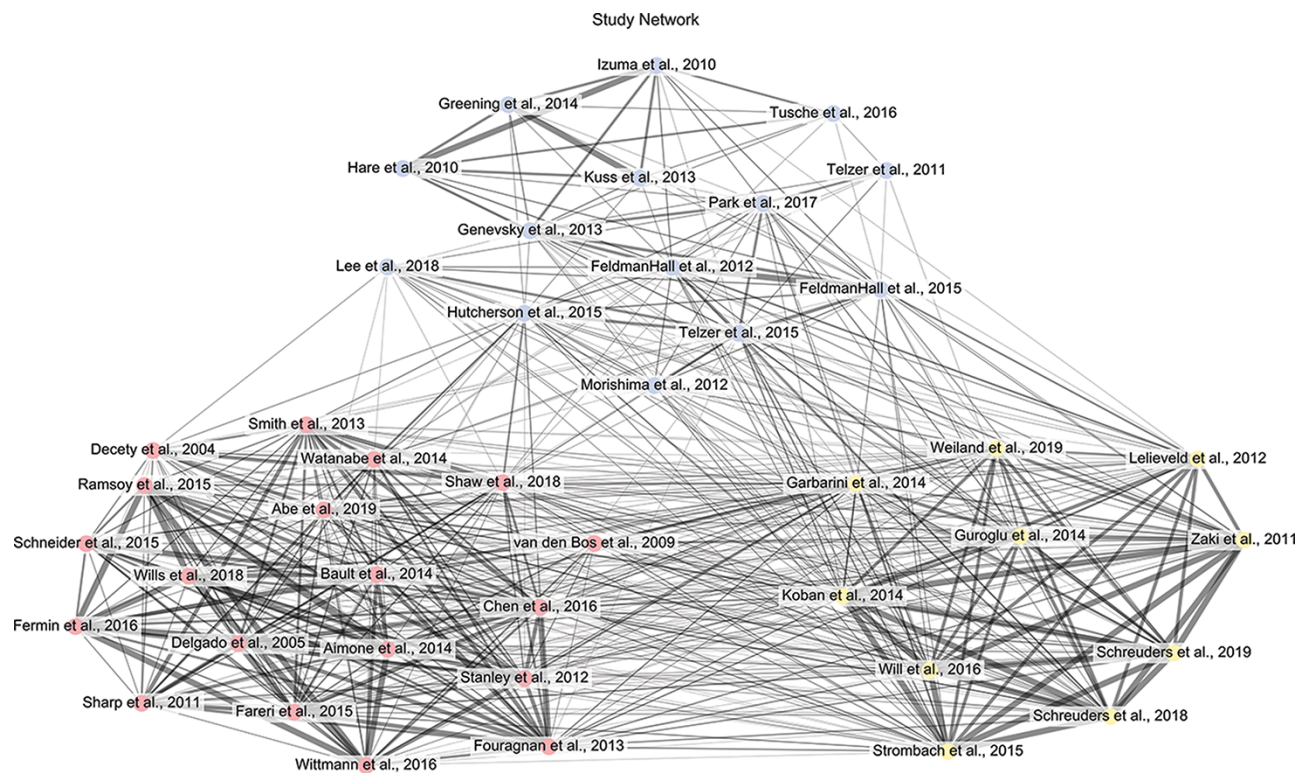 Study Network
Izuma et al., 2010
Greening et al., 2014
Tusche et al., 2016
Hare et al., 2010
Kuss et al., 2013
Telzer et al., 2011
Park et al., 2017
Genevsky et al., 2013
Lee et al., 2018
FeldmanHall et al., 2012
FeldmanHall et al., 2015
Hutcherson et al., 2015
Telzer et al., 2015
Morishima et al., 2012
Smith et al., 2013
Decety et al., 2004
Watanabe et al., 2014
Weiland et al., 2019
Lelieveld et al., 2012
Ramsoy et al., 2015
Shaw et al., 2018
Garbarini et al., 2014
Abe et al., 2019
Schneider et al., 2015
van den Bos et al., 2009
Guroglu et al., 2014
Zaki et al., 2011
Wills et al., 2018
Bault et al., 2014
Koban et al., 2014
Chen et al., 2016
Fermin et al., 2016
Delgado et al., 2005
Aimone et al., 2014
Schreuders et al., 2019
Stanley et al., 2012
Will et al., 2016
Sharp et al., 2011
Fareri et al., 2015
Schreuders et al., 2018
Fouragnan et al., 2013
Strombach et al., 2015
Wittmann et al., 2016